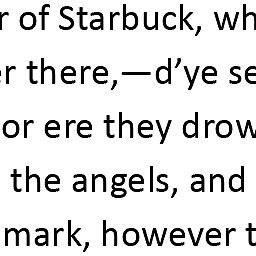 r of Starbuck, wh
er there,—d’ye se
or ere they drow
the angels, and
mark, however t